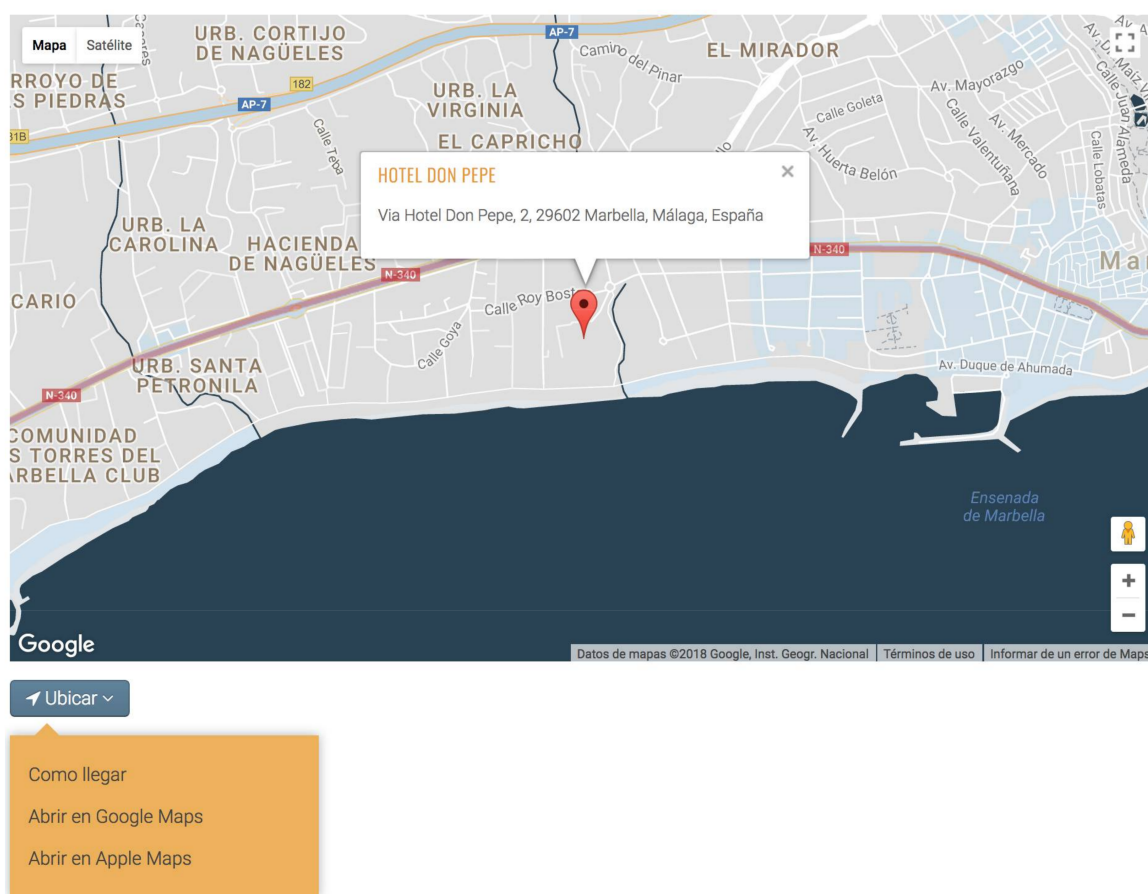 Mapa
Satélite
URB. CORTIJO
DE NAGÜELES
AP-7
Camino del Pinar
EL MIRADOR
182
AP-7
URB. LA
VIRGINIA
Calle Goleta
Av. Mayorazgo
Calle Juan Alameda
Calle Teba
EL CAPRICHO
Av. Huerta Belón
Calle Valentuñana
Av. Mercado
Calle Lobatas
HOTEL DON PEPE
×
Via Hotel Don Pepe, 2, 29602 Marbella, Málaga, España
URB. LA
CAROLINA
HACIENDA
DE NAGÜELES
N-340
N-340
Calle Goya
URB. SANTA
PETRONILA
N-340
Av. Duque de Ahumada
COMUNIDAD
TORRES DEL
CLUB
Ensenada
de Marbella
+
−
Google
Datos de mapas ©2018 Google, Inst. Geogr. Nacional
Términos de uso
Informar de un error de Maps
Ubicar
Como llegar
Abrir en Google Maps
Abrir en Apple Maps